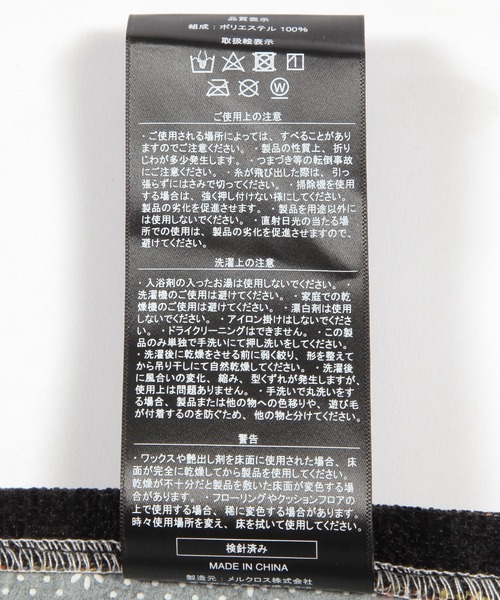 品質表示
組成：ポリエステル 100%
取扱絵表示
W
ご使用上の注意
・ご使用される場所によっては、すべることがあり
ますのでご注意ください。 ・製品の性質上、折り
じわが多少発生します。 ・つまづき等の転倒事故
にご注意ください。 ・糸が飛び出した際は、引っ
張らずにはさみで切ってください。 ・掃除機を使用
する場合は、強く押し付けない様にしてください。
製品の劣化を促進させます。 ・製品を用途以外に
は使用しないでください。 ・直射日光の当たる場
所での使用は、製品の劣化を促進させますので、
避けてください。
洗濯上の注意
・入浴剤の入ったお湯は使用しないでください。 ・
洗濯機のご使用は避けてください。 ・家庭での乾
燥機のご使用は避けてください。 ・漂白剤は使用
しないでください。 ・アイロン掛けはしないでくださ
い。 ・ドライクリーニングはできません。 ・この製
品のみ単独で手洗いにて押し洗いをしてください。
・洗濯後に乾燥をさせる前に弱く絞り、形を整えて
から吊り干しにて自然乾燥してください。 ・洗濯後
に風合いの変化、縮み、型くずれが発生しますが、
使用上は問題ありません。 ・手洗いで丸洗いをす
る場合、製品または他の物への色移りや、遊び毛
が付着するのを防ぐため、他の物と分けてください。
警告
・ワックスや艶出し剤を床面に使用された場合、床
面が完全に乾燥してから製品を使用してください。
乾燥が不十分だと製品を敷いた床面が変色する場
合があります。 ・フローリングやクッションフロアの
上で使用する場合、稀に変色する場合があります。
時々使用場所を変え、床を拭いて使用してください。
検針済み
MADE IN CHINA
製造元：メルクロス株式会社